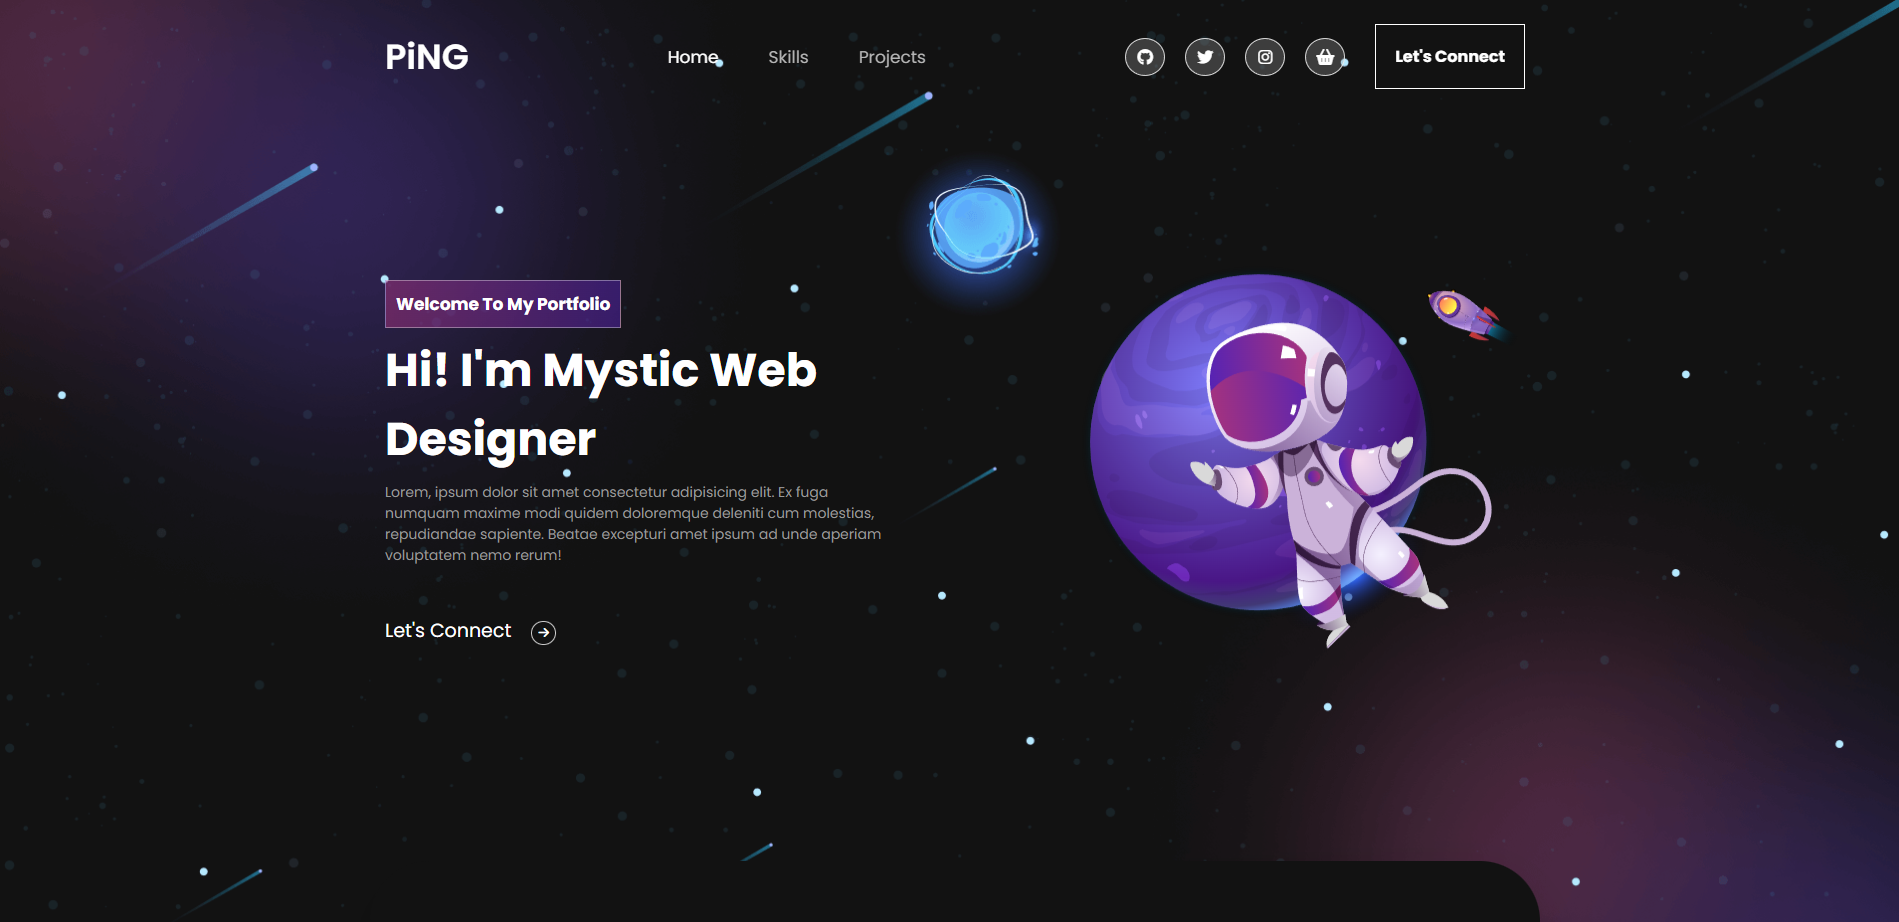 PiNG
Home
Skills
Projects
Let's Connect
Welcome To My Portfolio
Hi! I'm Mystic Web
Designer
Lorem, ipsum dolor sit amet consectetur adipisicing elit. Ex fuga
numquam maxime modi quidem doloremque deleniti cum molestias,
repudiandae sapiente. Beatae excepturi amet ipsam ad unde aperiam
voluptatem nemo rerum!
Let's Connect